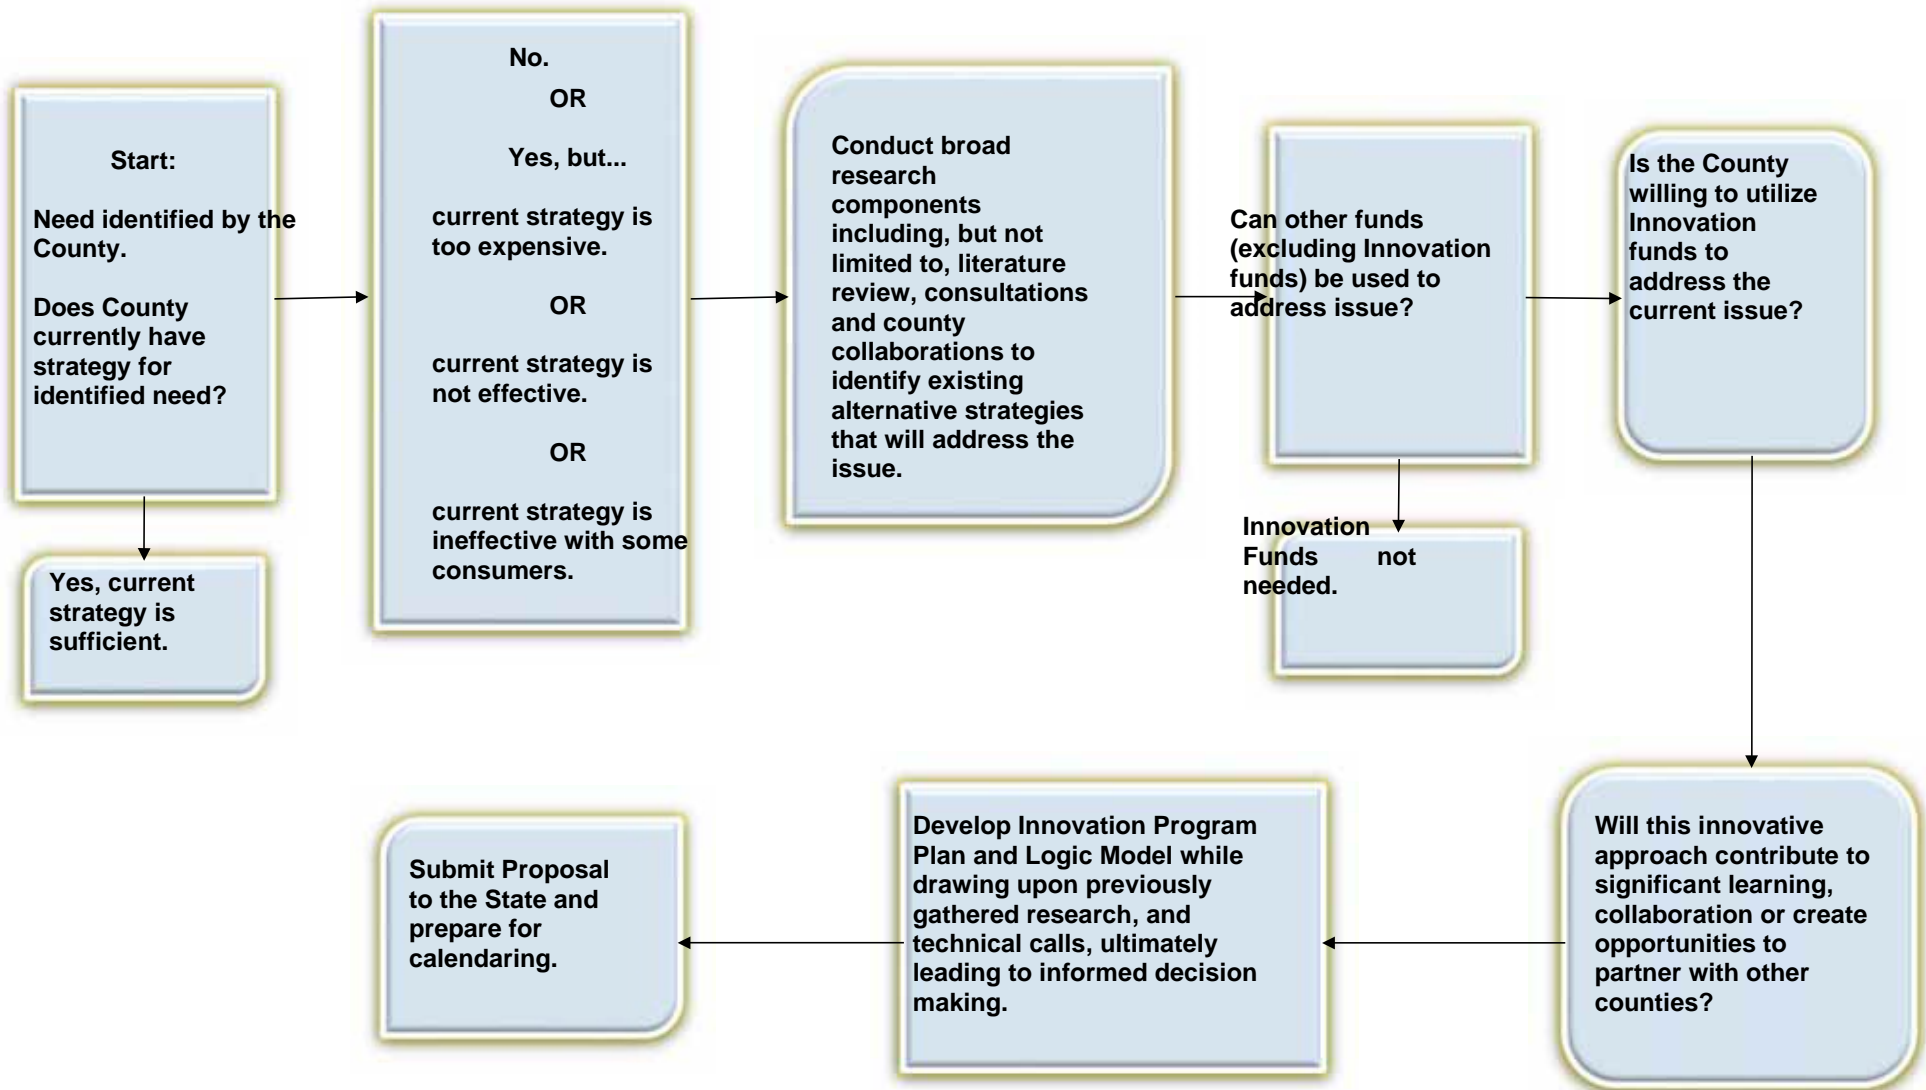 Start:
Need identified by the
County.
Does County
currently have
strategy for
identified need?
Yes, current
strategy is
sufficient.
No.
OR
Yes, but...
current strategy is
too expensive.
OR
current strategy is
not effective.
OR
current strategy is
ineffective with some
consumers.
Conduct broad
research
components
including, but not
limited to, literature
review, consultations
and county
collaborations to
identify existing
alternative strategies
that will address the
issue.
Can other funds
(excluding Innovation
funds) be used to
address issue?
Innovation
Funds not
needed.
Is the County
willing to utilize
Innovation
funds to
address the
current issue?
Will this innovative
approach contribute to
significant learning,
collaboration or create
opportunities to
partner with other
counties?
Develop Innovation Program
Plan and Logic Model while
drawing upon previously
gathered research, and
technical calls, ultimately
leading to informed decision
making.
Submit Proposal
to the State and
prepare for
calendaring.